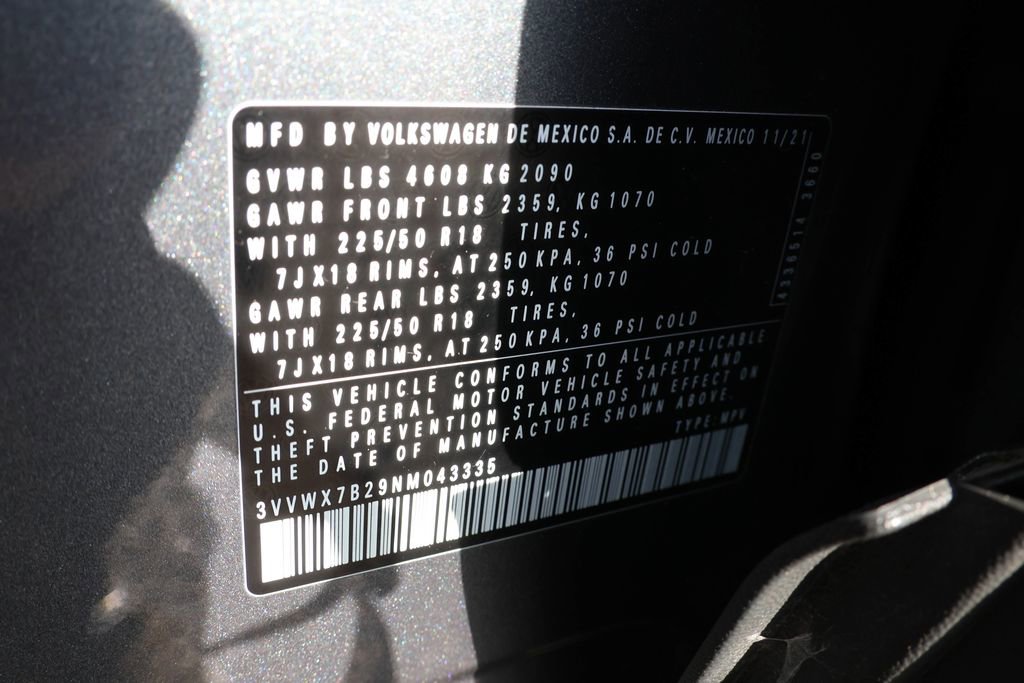 MFD BY VOLKSWAGEN DE MEXICO S.A. DE C.V. MEXICO 11/21
GVWR LBS 4608 KG 2090
GAWR FRONT LBS 2359, KG 1070
WITH 225/50 R18 TIRES,
7JX18 RIMS, AT 250 KPA, 36 PSI COLD
GAWR REAR LBS 2359, KG 1070
WITH 225/50 R18 TIRES,
7JX18 RIMS, AT 250 KPA, 36 PSI COLD
4336514 3660
THIS VEHICLE CONFORMS TO ALL APPLICABLE
U.S. FEDERAL MOTOR VEHICLE SAFETY AND
THEFT PREVENTION STANDARDS IN EFFECT ON
THE DATE OF MANUFACTURE SHOWN ABOVE.
TYPE: MPV
3VVWX7B29NM043335